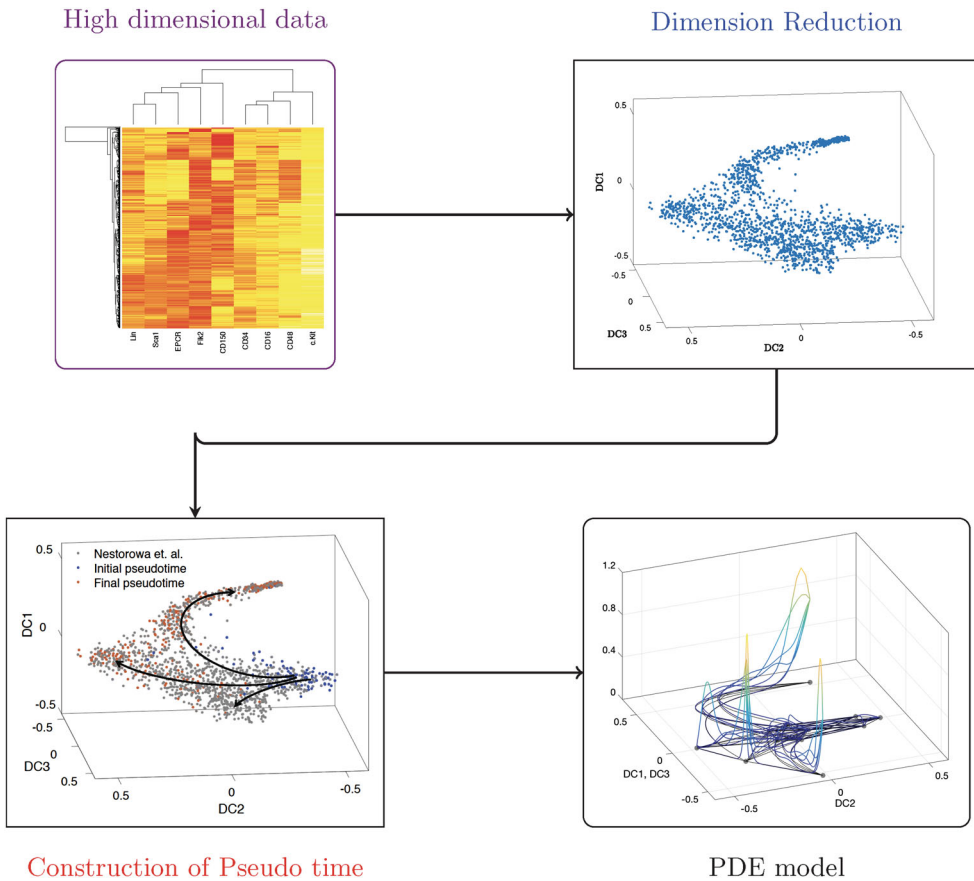 High dimensional data
Dimension Reduction
Lin
Sca1
EPCR
Flk2
CD150
CD34
CD16
CD48
c.Kit
0.5
DC1
0
-0.5
-0.5
0
DC3
0.5
0.5
0
DC2
-0.5
0.5
Nestorowa et. al.
Initial pseudotime
Final pseudotime
DC1
0
-0.5
-0.5
0
DC3
0.5
0.5
0
DC2
-0.5
1.2
0.8
0.4
0
0.5
0
DC1, DC3
-0.5
-0.5
0
DC2
0.5
Construction of Pseudo time
PDE model